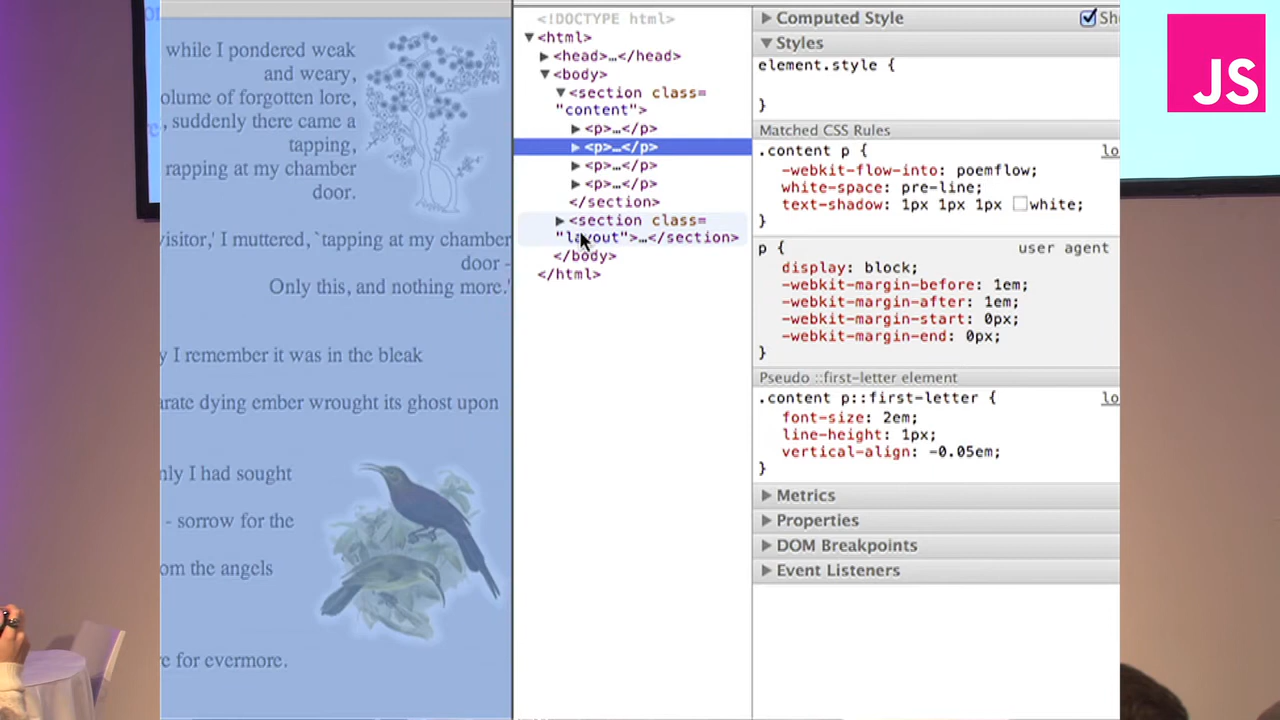 while I pondered weak
and weary,
olume of forgotten lore,
, suddenly there came a
tapping,
rapping at my chamber
door.
visitor,' I muttered, `tapping at my chamber
door -
Only this, and nothing more.'
y I remember it was in the bleak
arate dying ember wrought its ghost upon
nly I had sought
- sorrow for the
om the angels
e for evermore.
<!DOCTYPE html>
▼<html>
▶<head>…</head>
▼<body>
▼<section class=
"content">
▶<p>…</p>
▶<p>…</p>
▶<p>…</p>
▶<p>…</p>
</section>
▶<section class=
"layout">…</section>
</body>
</html>
▶Computed Style Sh
▼Styles
element.style {
}
Matched CSS Rules
.content p { lo
-webkit-flow-into: poemflow;
white-space: pre-line;
text-shadow: 1px 1px 1px white;
}
p { user agent
display: block;
-webkit-margin-before: 1em;
-webkit-margin-after: 1em;
-webkit-margin-start: 0px;
-webkit-margin-end: 0px;
}
Pseudo ::first-letter element
.content p::first-letter { lo
font-size: 2em;
line-height: 1px;
vertical-align: -0.05em;
}
▶Metrics
▶Properties
▶DOM Breakpoints
▶Event Listeners
JS